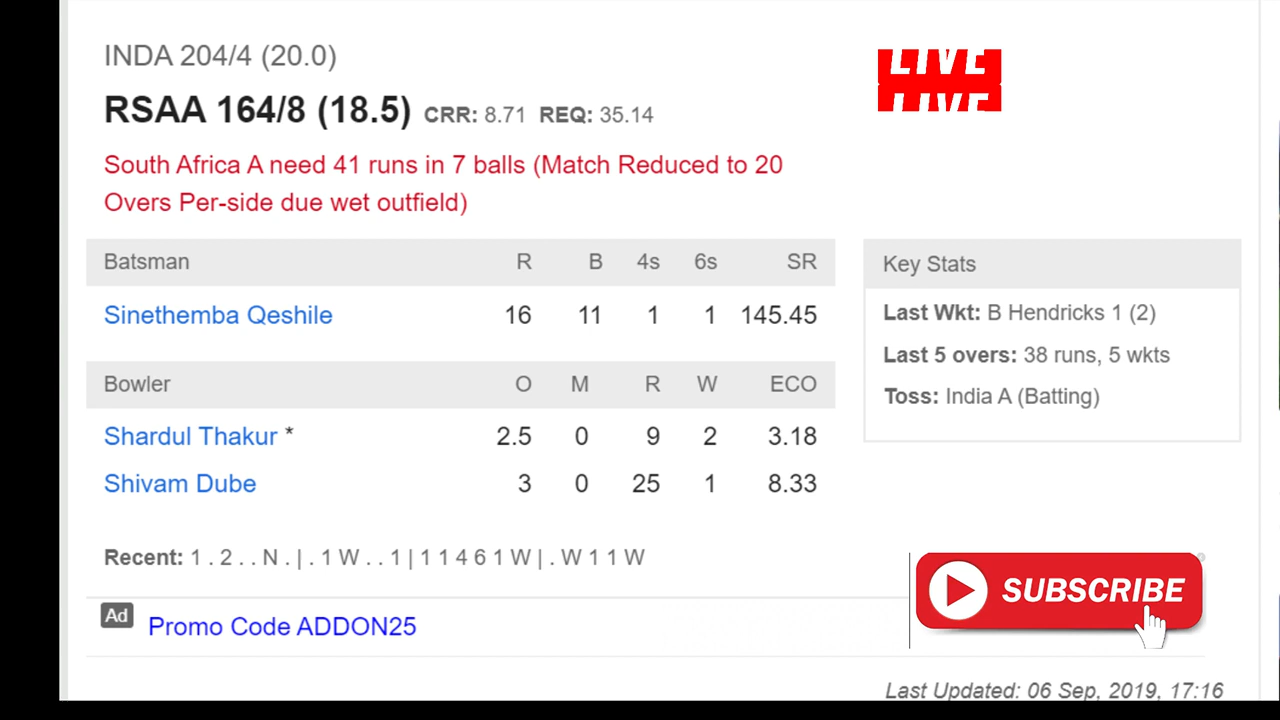 INDA 204/4 (20.0)
RSAA 164/8 (18.5) CRR: 8.71 REQ: 35.14
LIVE
South Africa A need 41 runs in 7 balls (Match Reduced to 20
Overs Per-side due wet outfield)
Batsman R B 4s 6s SR
Sinethemba Qeshile 16 11 1 1 145.45
Bowler O M R W ECO
Shardul Thakur * 2.5 0 9 2 3.18
Shivam Dube 3 0 25 1 8.33
Key Stats
Last Wkt: B Hendricks 1 (2)
Last 5 overs: 38 runs, 5 wkts
Toss: India A (Batting)
Recent: 1 . 2 . . N . | . 1 W . . 1 | 1 1 4 6 1 W | . W 1 1 W
Ad Promo Code ADDON25
SUBSCRIBE
Last Updated: 06 Sep, 2019, 17:16